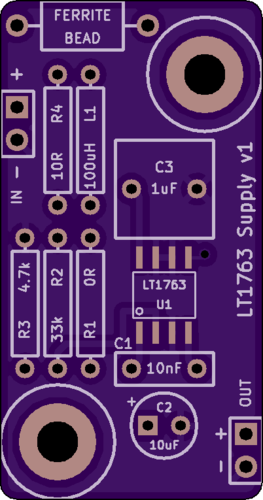 FERRITE
BEAD
+
-
IN
R4
10R
L1
100uH
C3
1uF
LT1763 Supply v1
LT1763
U1
R3
4.7k
R2
33k
R1
0R
C1
10nF
+
C2
10uF
OUT
+
-